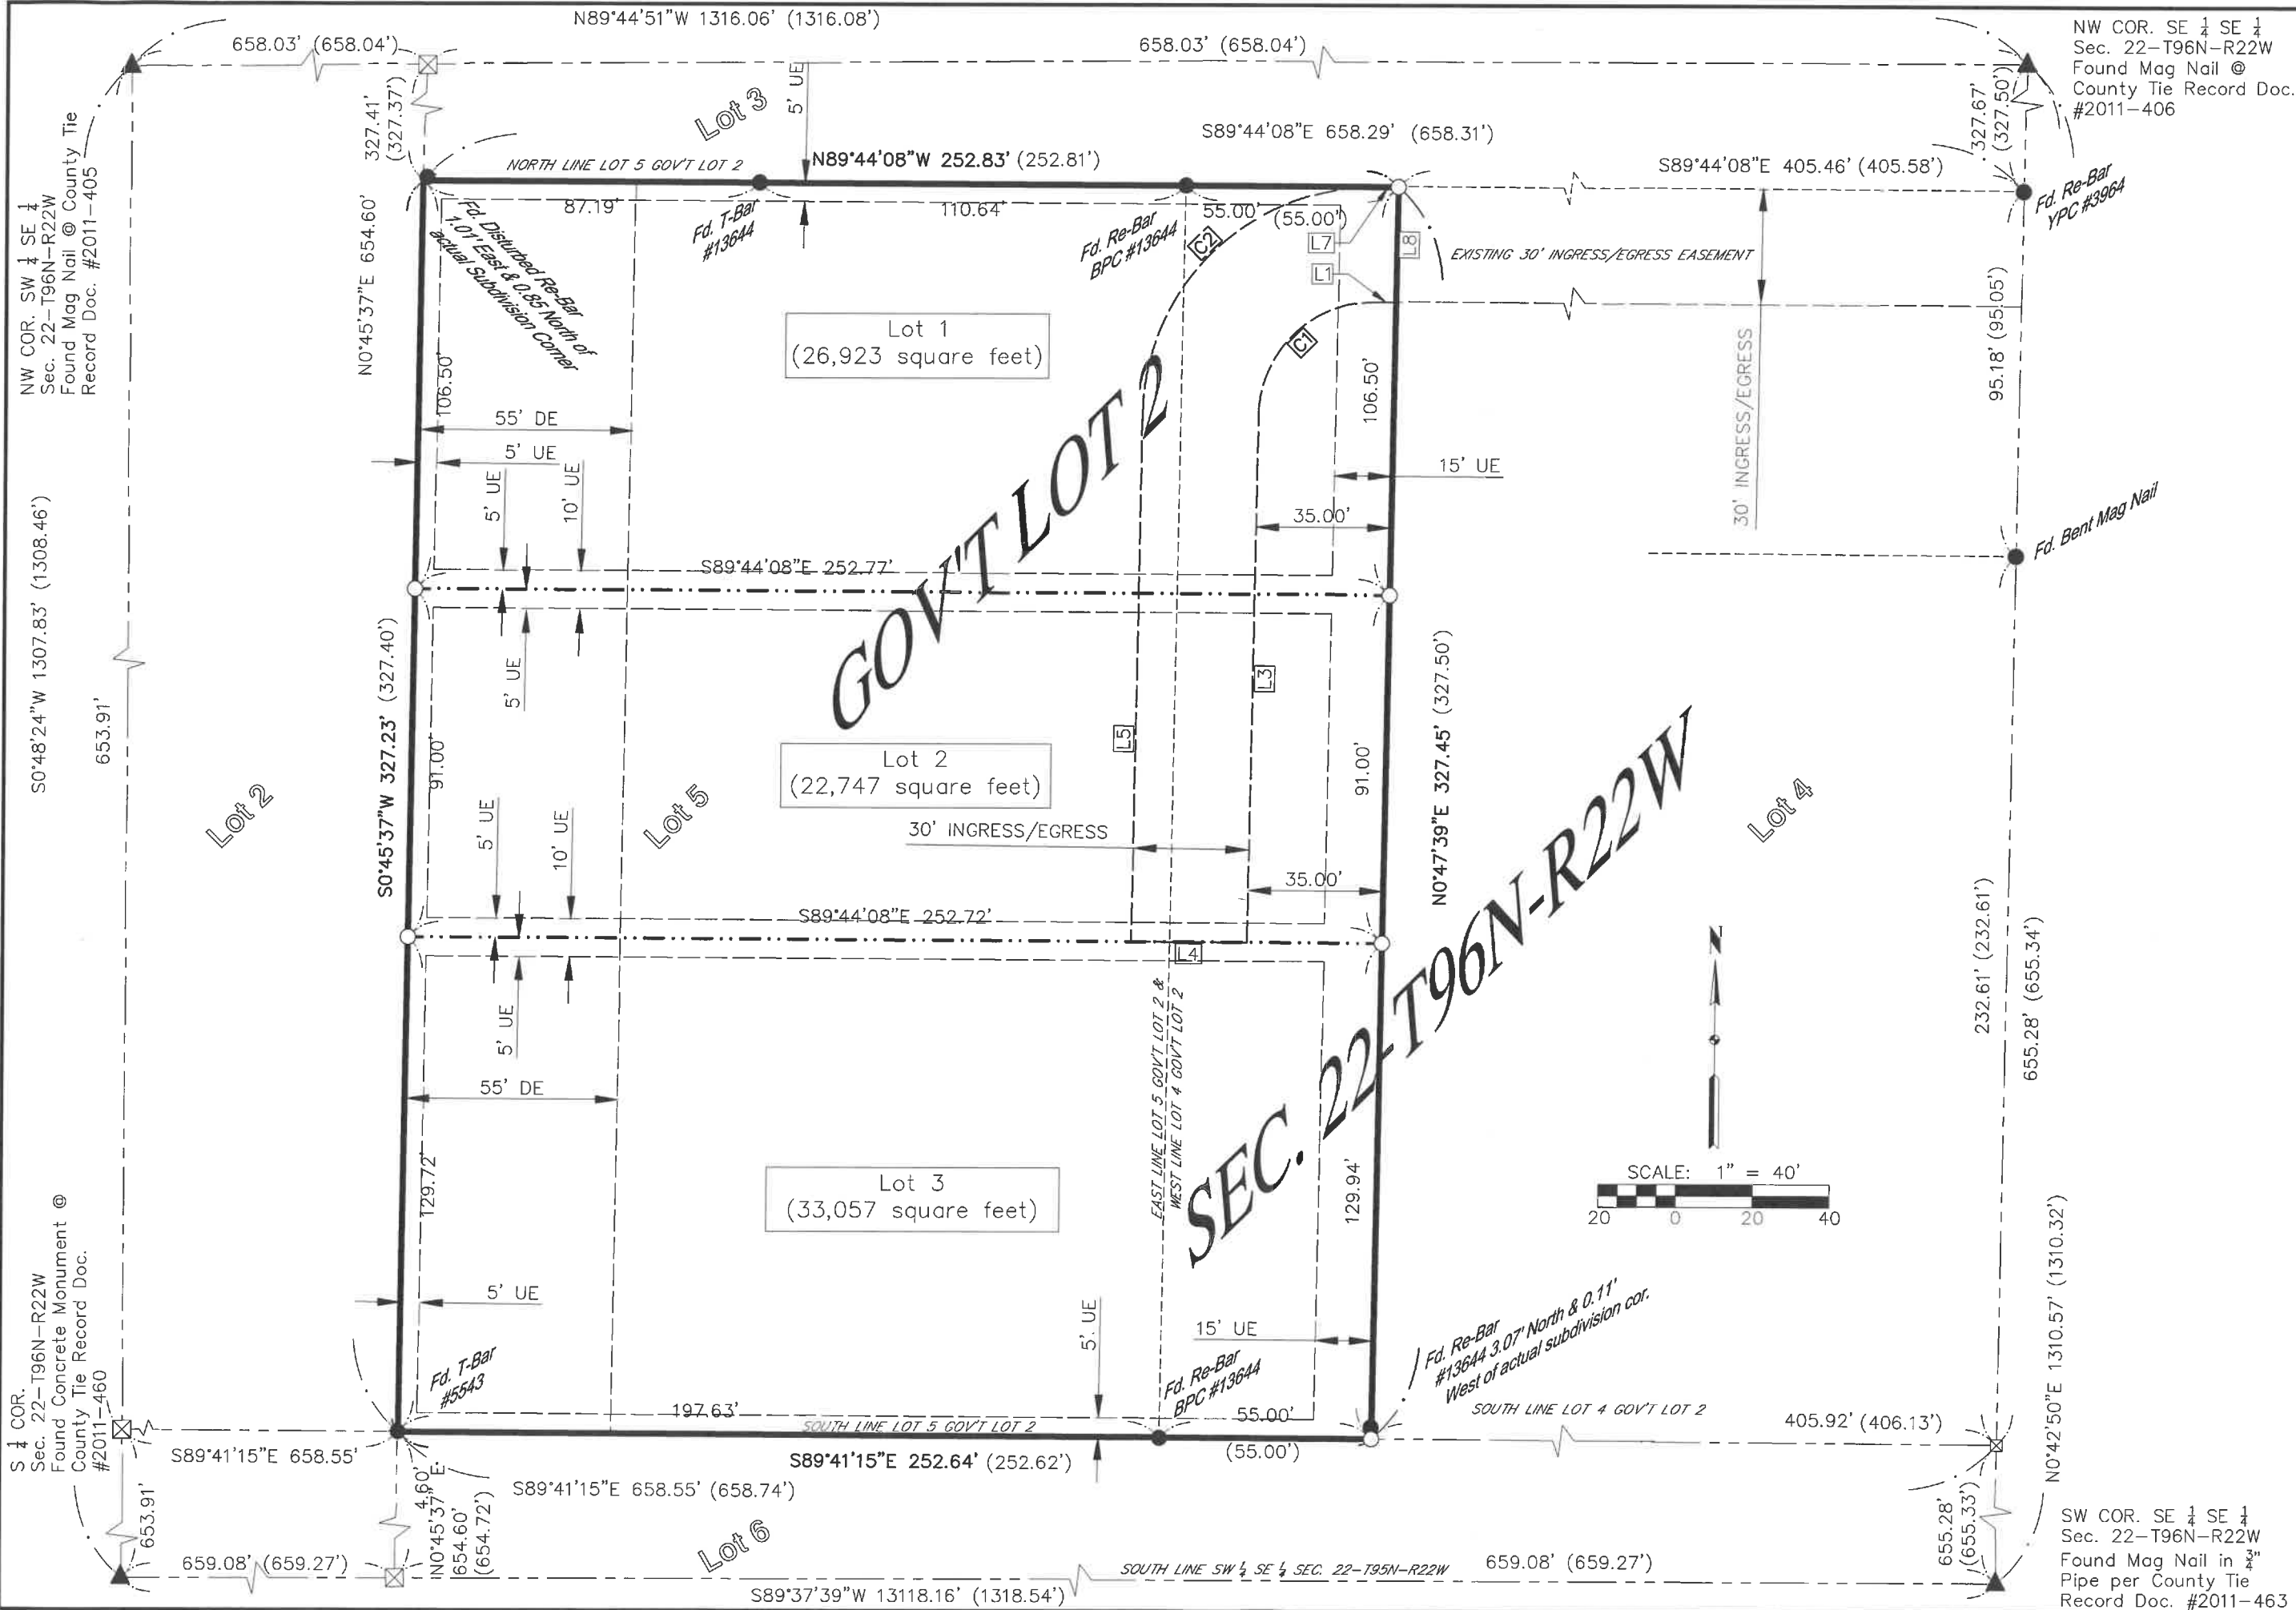 N89°44'51"W 1316.06' (1316.08')
658.03' (658.04')
658.03' (658.04')
NW COR. SE 1/4 SE 1/4
Sec. 22-T96N-R22W
Found Mag Nail @
County Tie Record Doc.
#2011-406
327.41'
(327.37')
Lot 3
5' UE
S89°44'08"E 658.29' (658.31')
327.67'
(327.50')
NORTH LINE LOT 5 GOV'T LOT 2
N89°44'08"W 252.83' (252.81')
S89°44'08"E 405.46' (405.58')
NW COR. SW 1/4 SE 1/4
Sec. 22-T96N-R22W
Found Mag Nail @ County Tie
Record Doc. #2011-405
N0°45'37"E 654.60'
87.19'
110.64'
55.00'
(55.00')
Fd. Disturbed Re-Bar
1.01' East & 0.85 North of
actual Subdivision Corner
Fd. T-Bar
#13644
Fd. Re-Bar
BPC #13644
C2
L7
L8
L1
C1
EXISTING 30' INGRESS/EGRESS EASEMENT
Fd. Re-Bar
YPC #3964
Lot 1
(26,923 square feet)
106.50'
106.50'
30' INGRESS/EGRESS
95.18' (95.05')
55' DE
5' UE
5' UE
10' UE
15' UE
35.00'
GOV'T LOT 2
Fd. Bent Mag Nail
S0°48'24"W 1307.83' (1308.46')
653.91'
S89°44'08"E 252.77'
5' UE
L3
L5
S0°45'37"W 327.23' (327.40')
91.00'
Lot 2
(22,747 square feet)
91.00'
N0°47'39"E 327.45' (327.50')
Lot 2
Lot 5
Lot 4
5' UE
10' UE
30' INGRESS/EGRESS
35.00'
S89°44'08"E 252.72'
L4
5' UE
SEC. 22-T96N-R22W
N
232.61' (232.61')
655.28' (655.34')
EAST LINE LOT 5 GOV'T LOT 2 &
WEST LINE LOT 4 GOV'T LOT 2
55' DE
129.72'
Lot 3
(33,057 square feet)
129.94'
SCALE: 1" = 40'
20 0 20 40
N0°42'50"E 1310.57' (1310.32')
S 1/4 COR.
Sec. 22-T96N-R22W
Found Concrete Monument @
County Tie Record Doc.
#2011-460
5' UE
5' UE
15' UE
Fd. T-Bar
#5543
Fd. Re-Bar
BPC #13644
Fd. Re-Bar
#13644 3.07' North & 0.11'
West of actual subdivision cor.
197.63'
55.00'
SOUTH LINE LOT 5 GOV'T LOT 2
SOUTH LINE LOT 4 GOV'T LOT 2
405.92' (406.13')
S89°41'15"E 658.55'
S89°41'15"E 252.64' (252.62')
(55.00')
4.60'
S89°41'15"E 658.55' (658.74')
653.91'
N0°45'37"E
654.60'
(654.72')
Lot 6
655.28'
(655.33')
SW COR. SE 1/4 SE 1/4
Sec. 22-T96N-R22W
Found Mag Nail in 3/4"
Pipe per County Tie
Record Doc. #2011-463
659.08' (659.27')
SOUTH LINE SW 1/4 SE 1/4 SEC. 22-T95N-R22W
659.08' (659.27')
S89°37'39"W 13118.16' (1318.54')